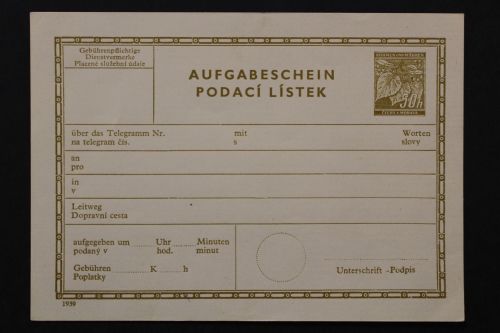 Gebührenpflichtige
Dienstvermerke
Placené služební údaje
AUFGABESCHEIN
PODACÍ LÍSTEK
50h
über das Telegramm Nr. mit Worten
na telegram čís. s slovy
an
pro
in
v
Leitweg
Dopravní cesta
aufgegeben um Uhr Minuten
podaný v hod. minut
Gebühren K h
Poplatky
Unterschrift - Podpis
1939